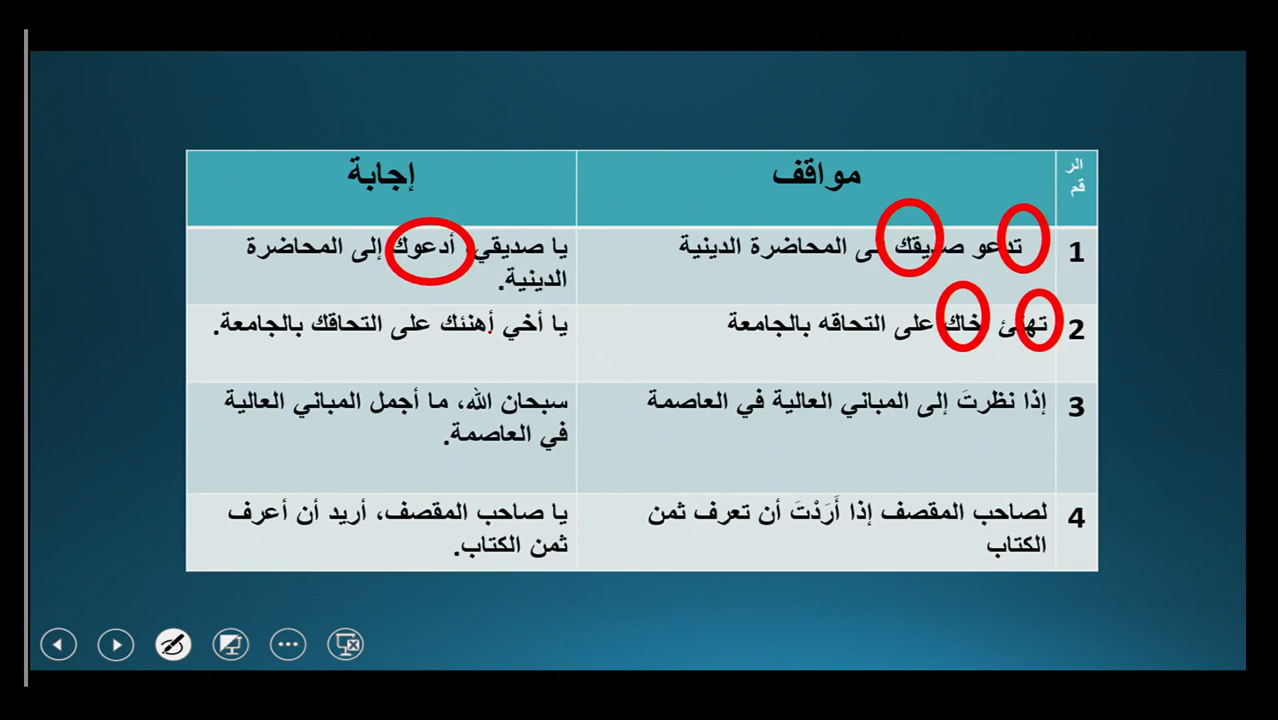 الر
قم
مواقف
إجابة
1
تدعو صديقك إلى المحاضرة الدينية
يا صديقي، أدعوك إلى المحاضرة
الدينية.
2
تهنئ أخاك على التحاقه بالجامعة
يا أخي أهنئك على التحاقك بالجامعة.
3
إذا نظرتَ إلى المباني العالية في العاصمة
سبحان الله، ما أجمل المباني العالية
في العاصمة.
4
لصاحب المقصف إذا أَرَدْتَ أن تعرف ثمن
الكتاب
يا صاحب المقصف، أريد أن أعرف
ثمن الكتاب.